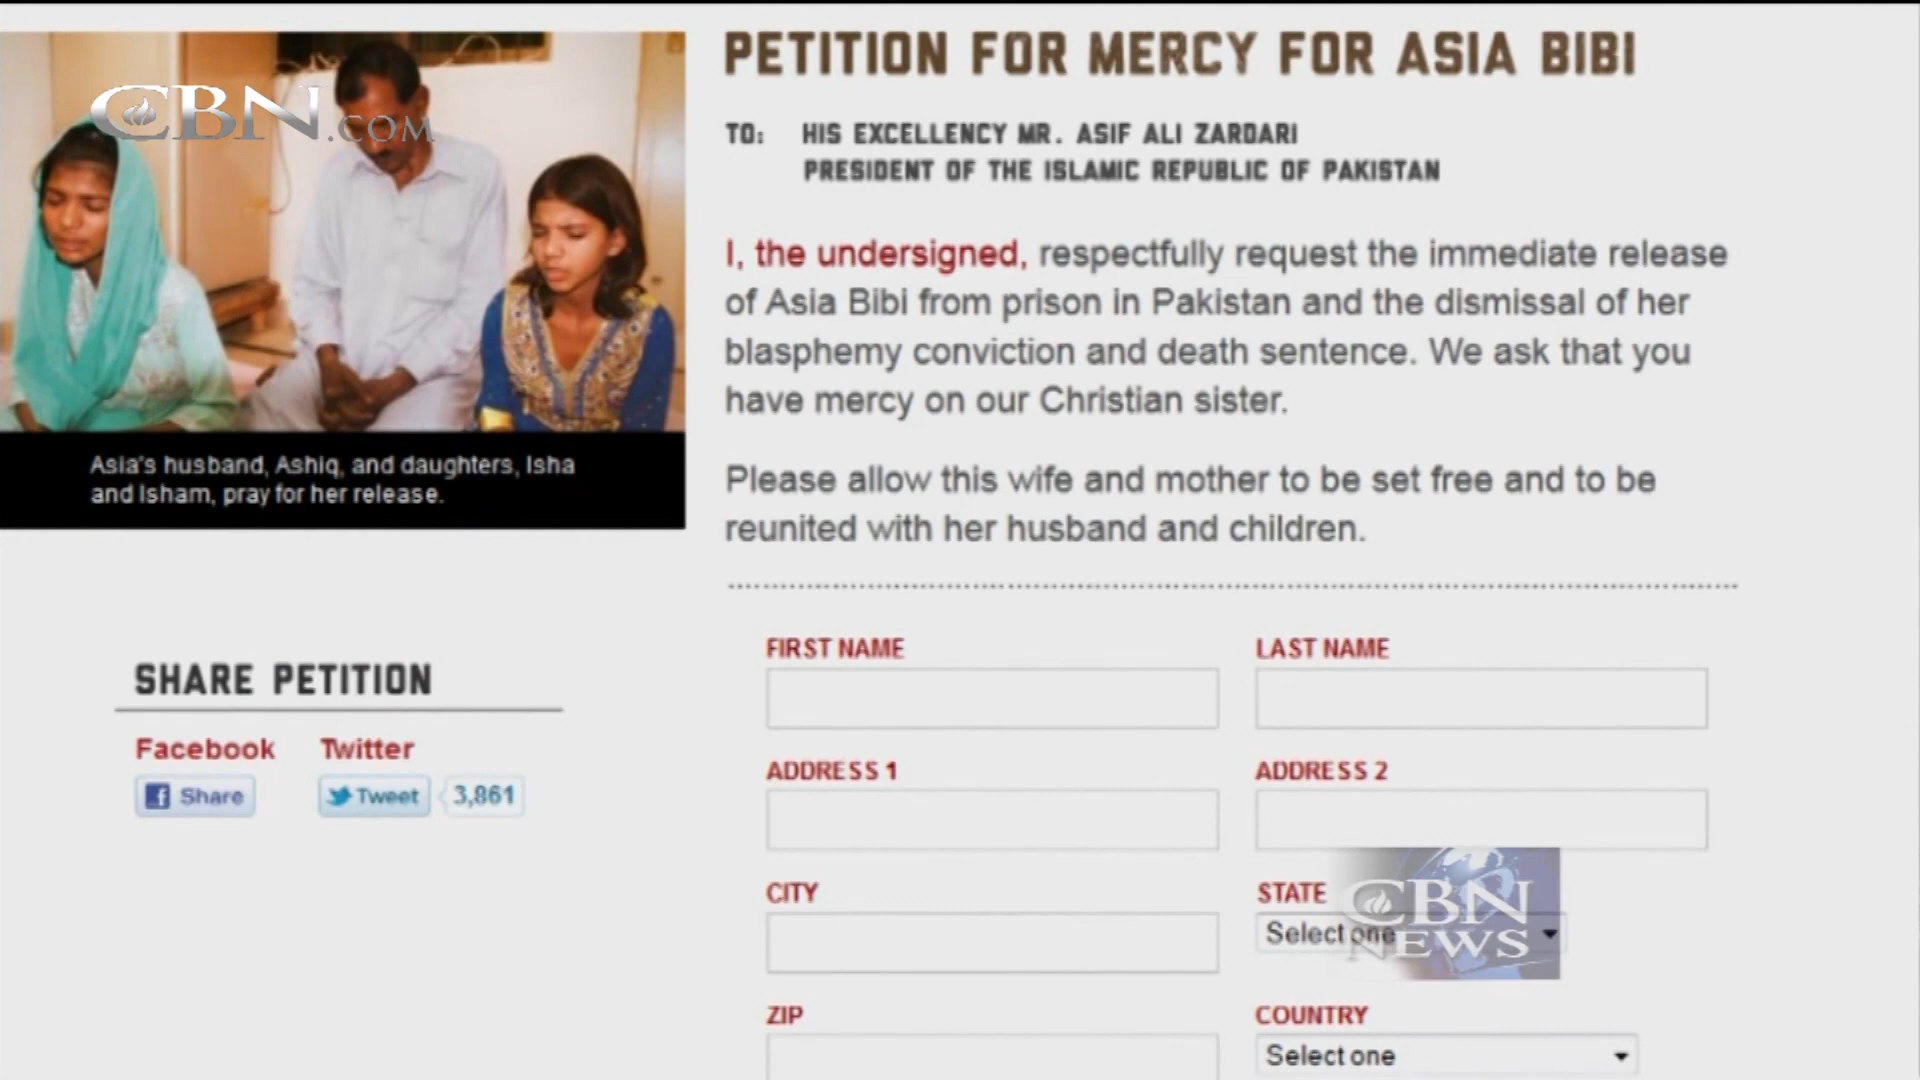 CBN.COM
PETITION FOR MERCY FOR ASIA BIBI
TO: HIS EXCELLENCY MR. ASIF ALI ZARDARI
PRESIDENT OF THE ISLAMIC REPUBLIC OF PAKISTAN
I, the undersigned, respectfully request the immediate release
of Asia Bibi from prison in Pakistan and the dismissal of her
blasphemy conviction and death sentence. We ask that you
have mercy on our Christian sister.
Please allow this wife and mother to be set free and to be
reunited with her husband and children.
Asia's husband, Ashiq, and daughters, Isha
and Isham, pray for her release.
SHARE PETITION
Facebook Twitter
Share Tweet 3,861
FIRST NAME LAST NAME
ADDRESS 1 ADDRESS 2
CITY STATE
Select one
CBN
NEWS
ZIP COUNTRY
Select one